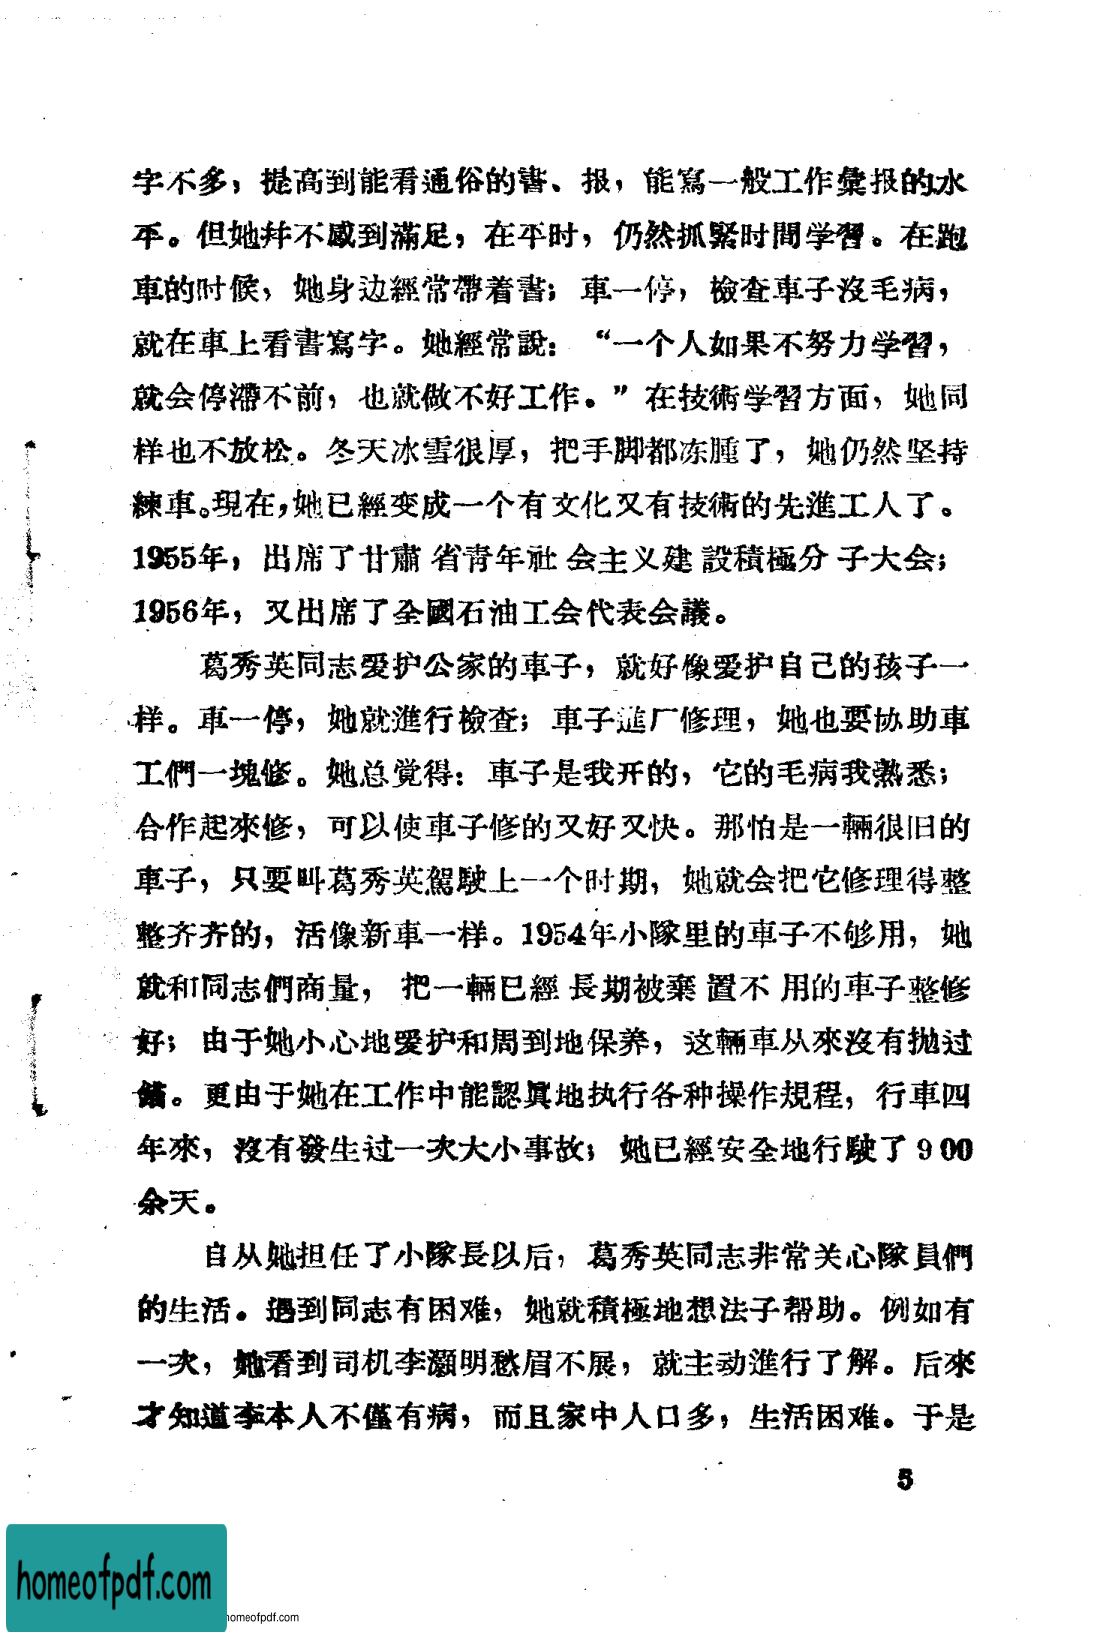 字不多，提高到能看通俗的書、报，能寫一般工作彙报的水
平。但她幷不感到滿足，在平时，仍然抓緊时間学習。在跑
車的时候，她身边經常帶着書；車一停，檢查車子沒毛病，
就在車上看書寫字。她經常說：“一个人如果不努力学習，
就会停滯不前，也就做不好工作。”在技術学習方面，她同
样也不放松。冬天冰雪很厚，把手脚都冻腫了，她仍然坚持
練車。現在，她已經变成一个有文化又有技術的先進工人了。
1955年，出席了甘肅省青年社会主义建設積極分子大会；
1956年，又出席了全國石油工会代表会議。
葛秀英同志爱护公家的車子，就好像爱护自己的孩子一
样。車一停，她就進行檢查；車子進厂修理，她也要协助車
工們一塊修。她总覺得：車子是我开的，它的毛病我熟悉；
合作起來修，可以使車子修的又好又快。那怕是一輛很旧的
車子，只要叫葛秀英駕駛上一个时期，她就会把它修理得整
整齐齐的，活像新車一样。1954年小隊里的車子不够用，她
就和同志們商量，把一輛已經長期被棄置不用的車子整修
好；由于她小心地爱护和周到地保养，这輛車从來沒有抛过
錨。更由于她在工作中能認眞地执行各种操作規程，行車四
年來，沒有發生过一次大小事故；她已經安全地行駛了900
余天。
自从她担任了小隊長以后，葛秀英同志非常关心隊員們
的生活。遇到同志有困难，她就積極地想法子帮助。例如有
一次，她看到司机李灝明愁眉不展，就主动進行了解。后來
才知道李本人不僅有病，而且家中人口多，生活困难。于是
5
homeofpdf.com
homeofpdf.com